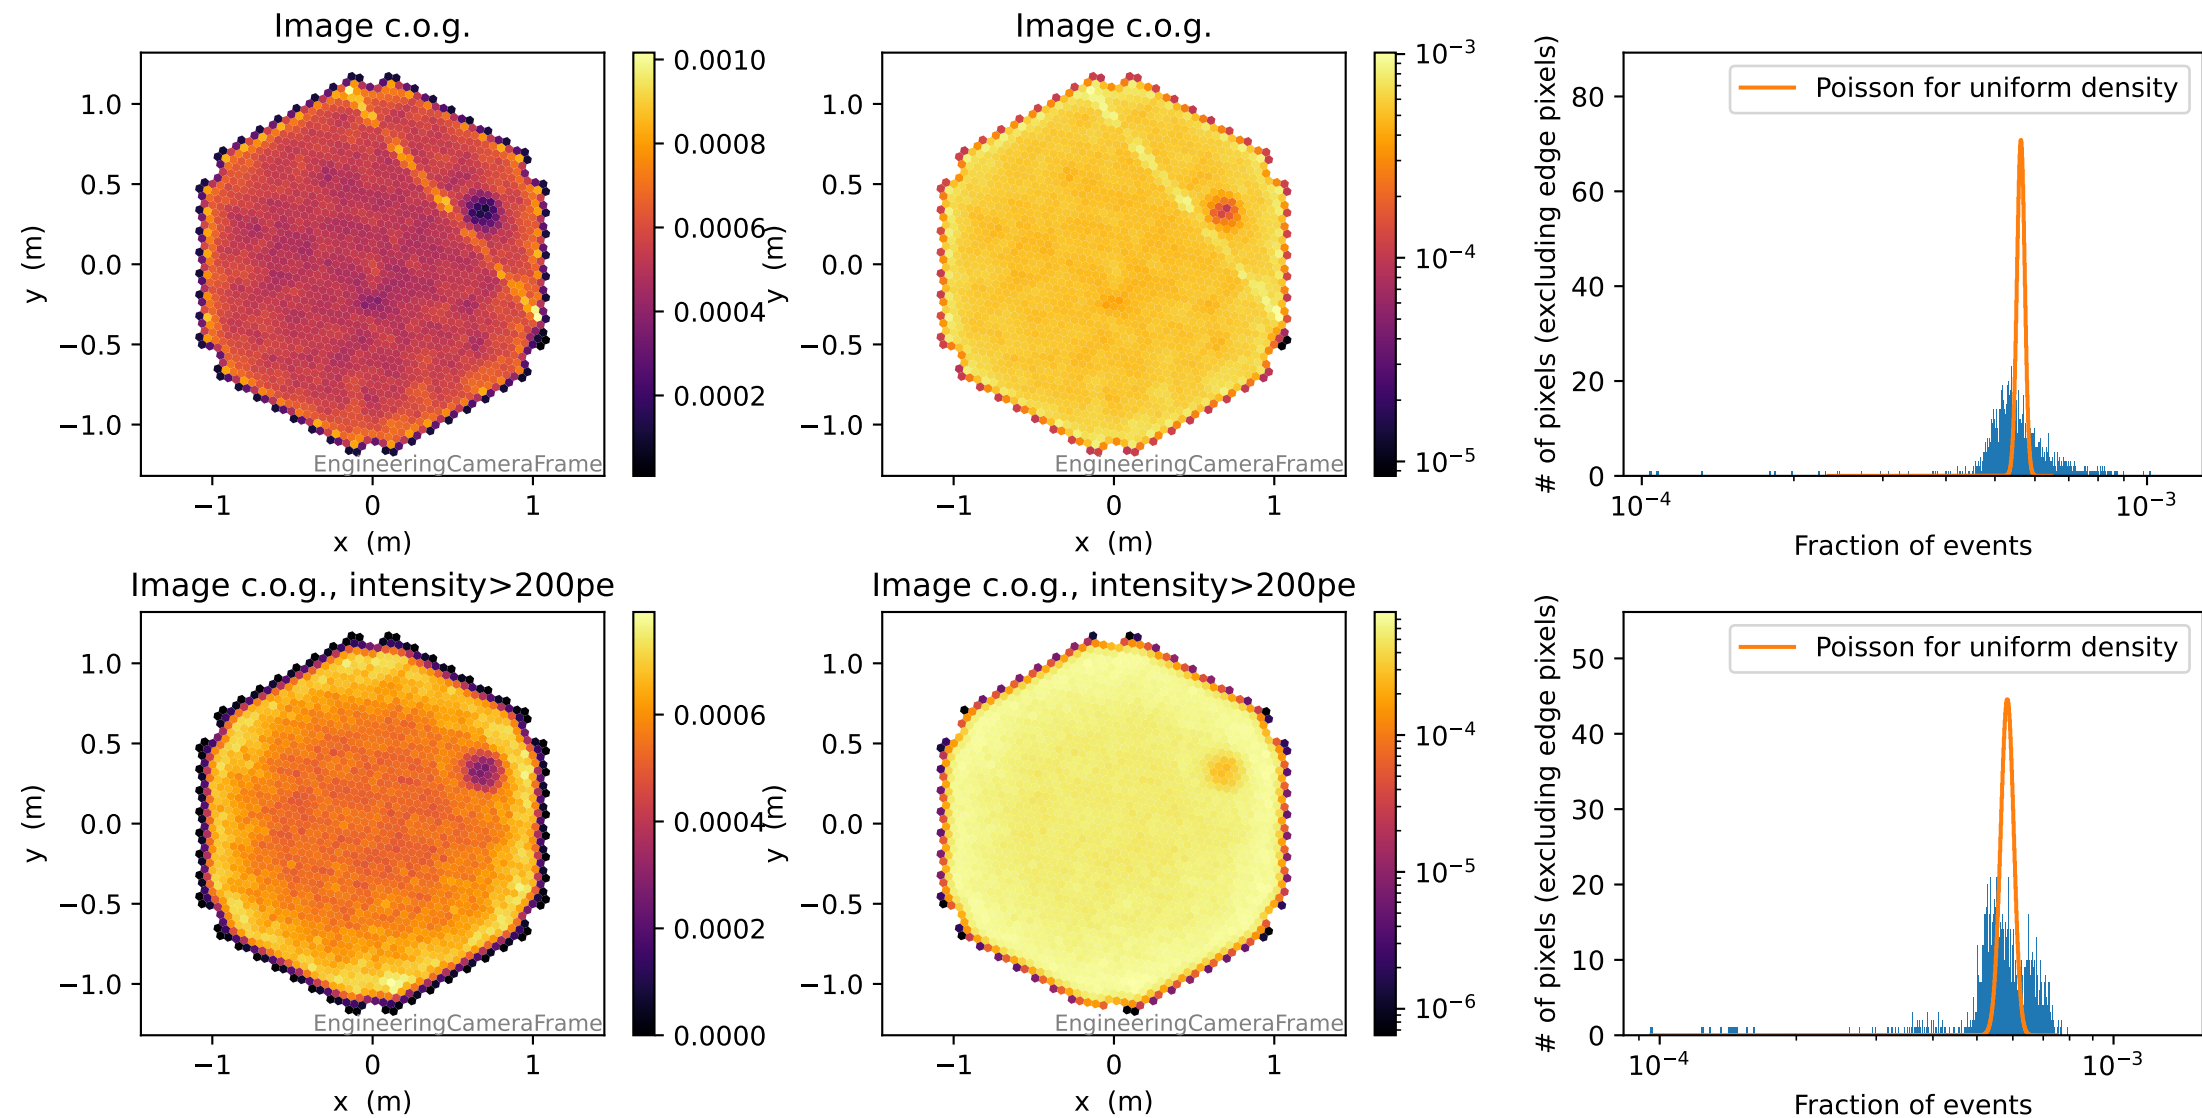 Image c.o.g.
1.0
0.5
0.0
−0.5
−1.0
y (m)
−1
0
1
x (m)
EngineeringCameraFrame
0.0010
0.0008
0.0006
0.0004
0.0002
Image c.o.g.
1.0
0.5
0.0
−0.5
−1.0
y (m)
−1
0
1
x (m)
EngineeringCameraFrame
10⁻³
10⁻⁴
10⁻⁵
Poisson for uniform density
# of pixels (excluding edge pixels)
80
60
40
20
0
10⁻⁴
10⁻³
Fraction of events
Image c.o.g., intensity>200pe
1.0
0.5
0.0
−0.5
−1.0
y (m)
−1
0
1
x (m)
EngineeringCameraFrame
0.0006
0.0004
0.0002
0.0000
Image c.o.g., intensity>200pe
1.0
0.5
0.0
−0.5
−1.0
y (m)
−1
0
1
x (m)
EngineeringCameraFrame
10⁻⁴
10⁻⁵
10⁻⁶
Poisson for uniform density
# of pixels (excluding edge pixels)
50
40
30
20
10
0
10⁻⁴
10⁻³
Fraction of events